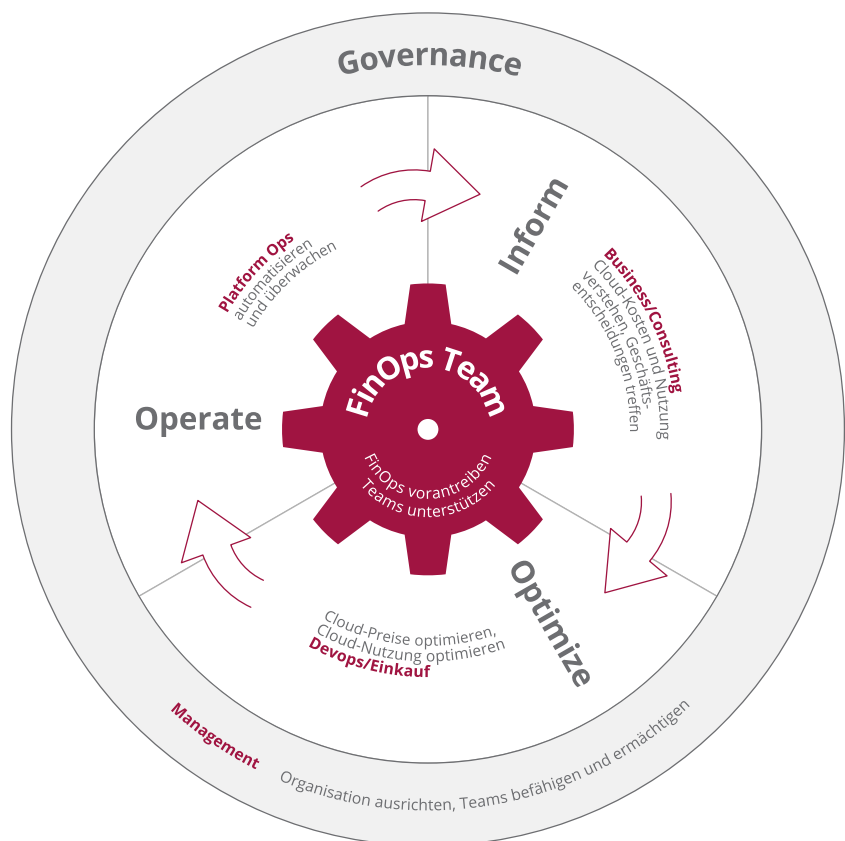 Governance
Inform
Business/Consulting
Cloud-Kosten und Nutzung
verstehen, Geschäfts-
entscheidungen treffen
Platform Ops
automatisieren
und überwachen
Operate
FinOps Team
FinOps vorantreiben
Teams unterstützen
Optimize
Cloud-Preise optimieren,
Cloud-Nutzung optimieren
Devops/Einkauf
Management
Organisation ausrichten, Teams befähigen und ermächtigen